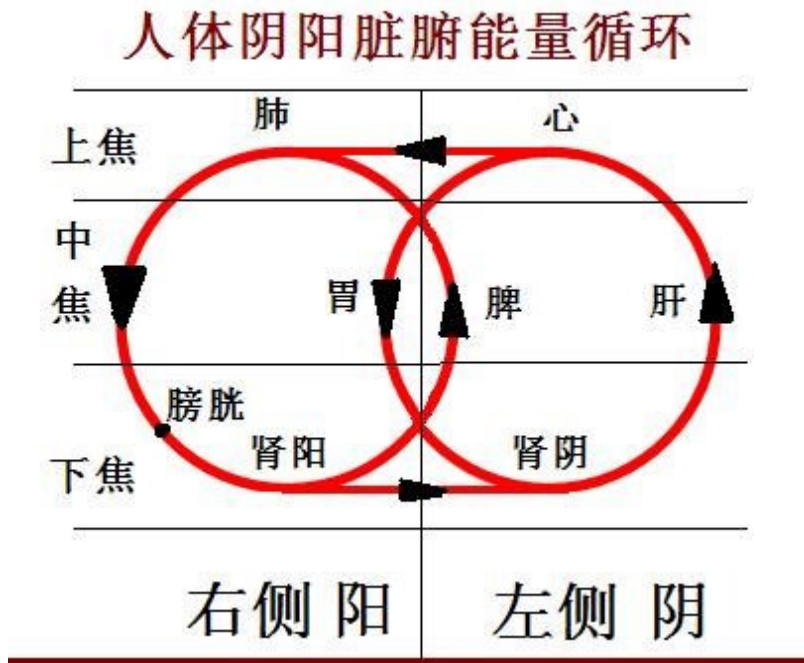 人体阴阳脏腑能量循环
肺 心
上焦
中
焦
胃 脾 肝
膀胱
肾阳 肾阴
下焦
右侧 阳 左侧 阴